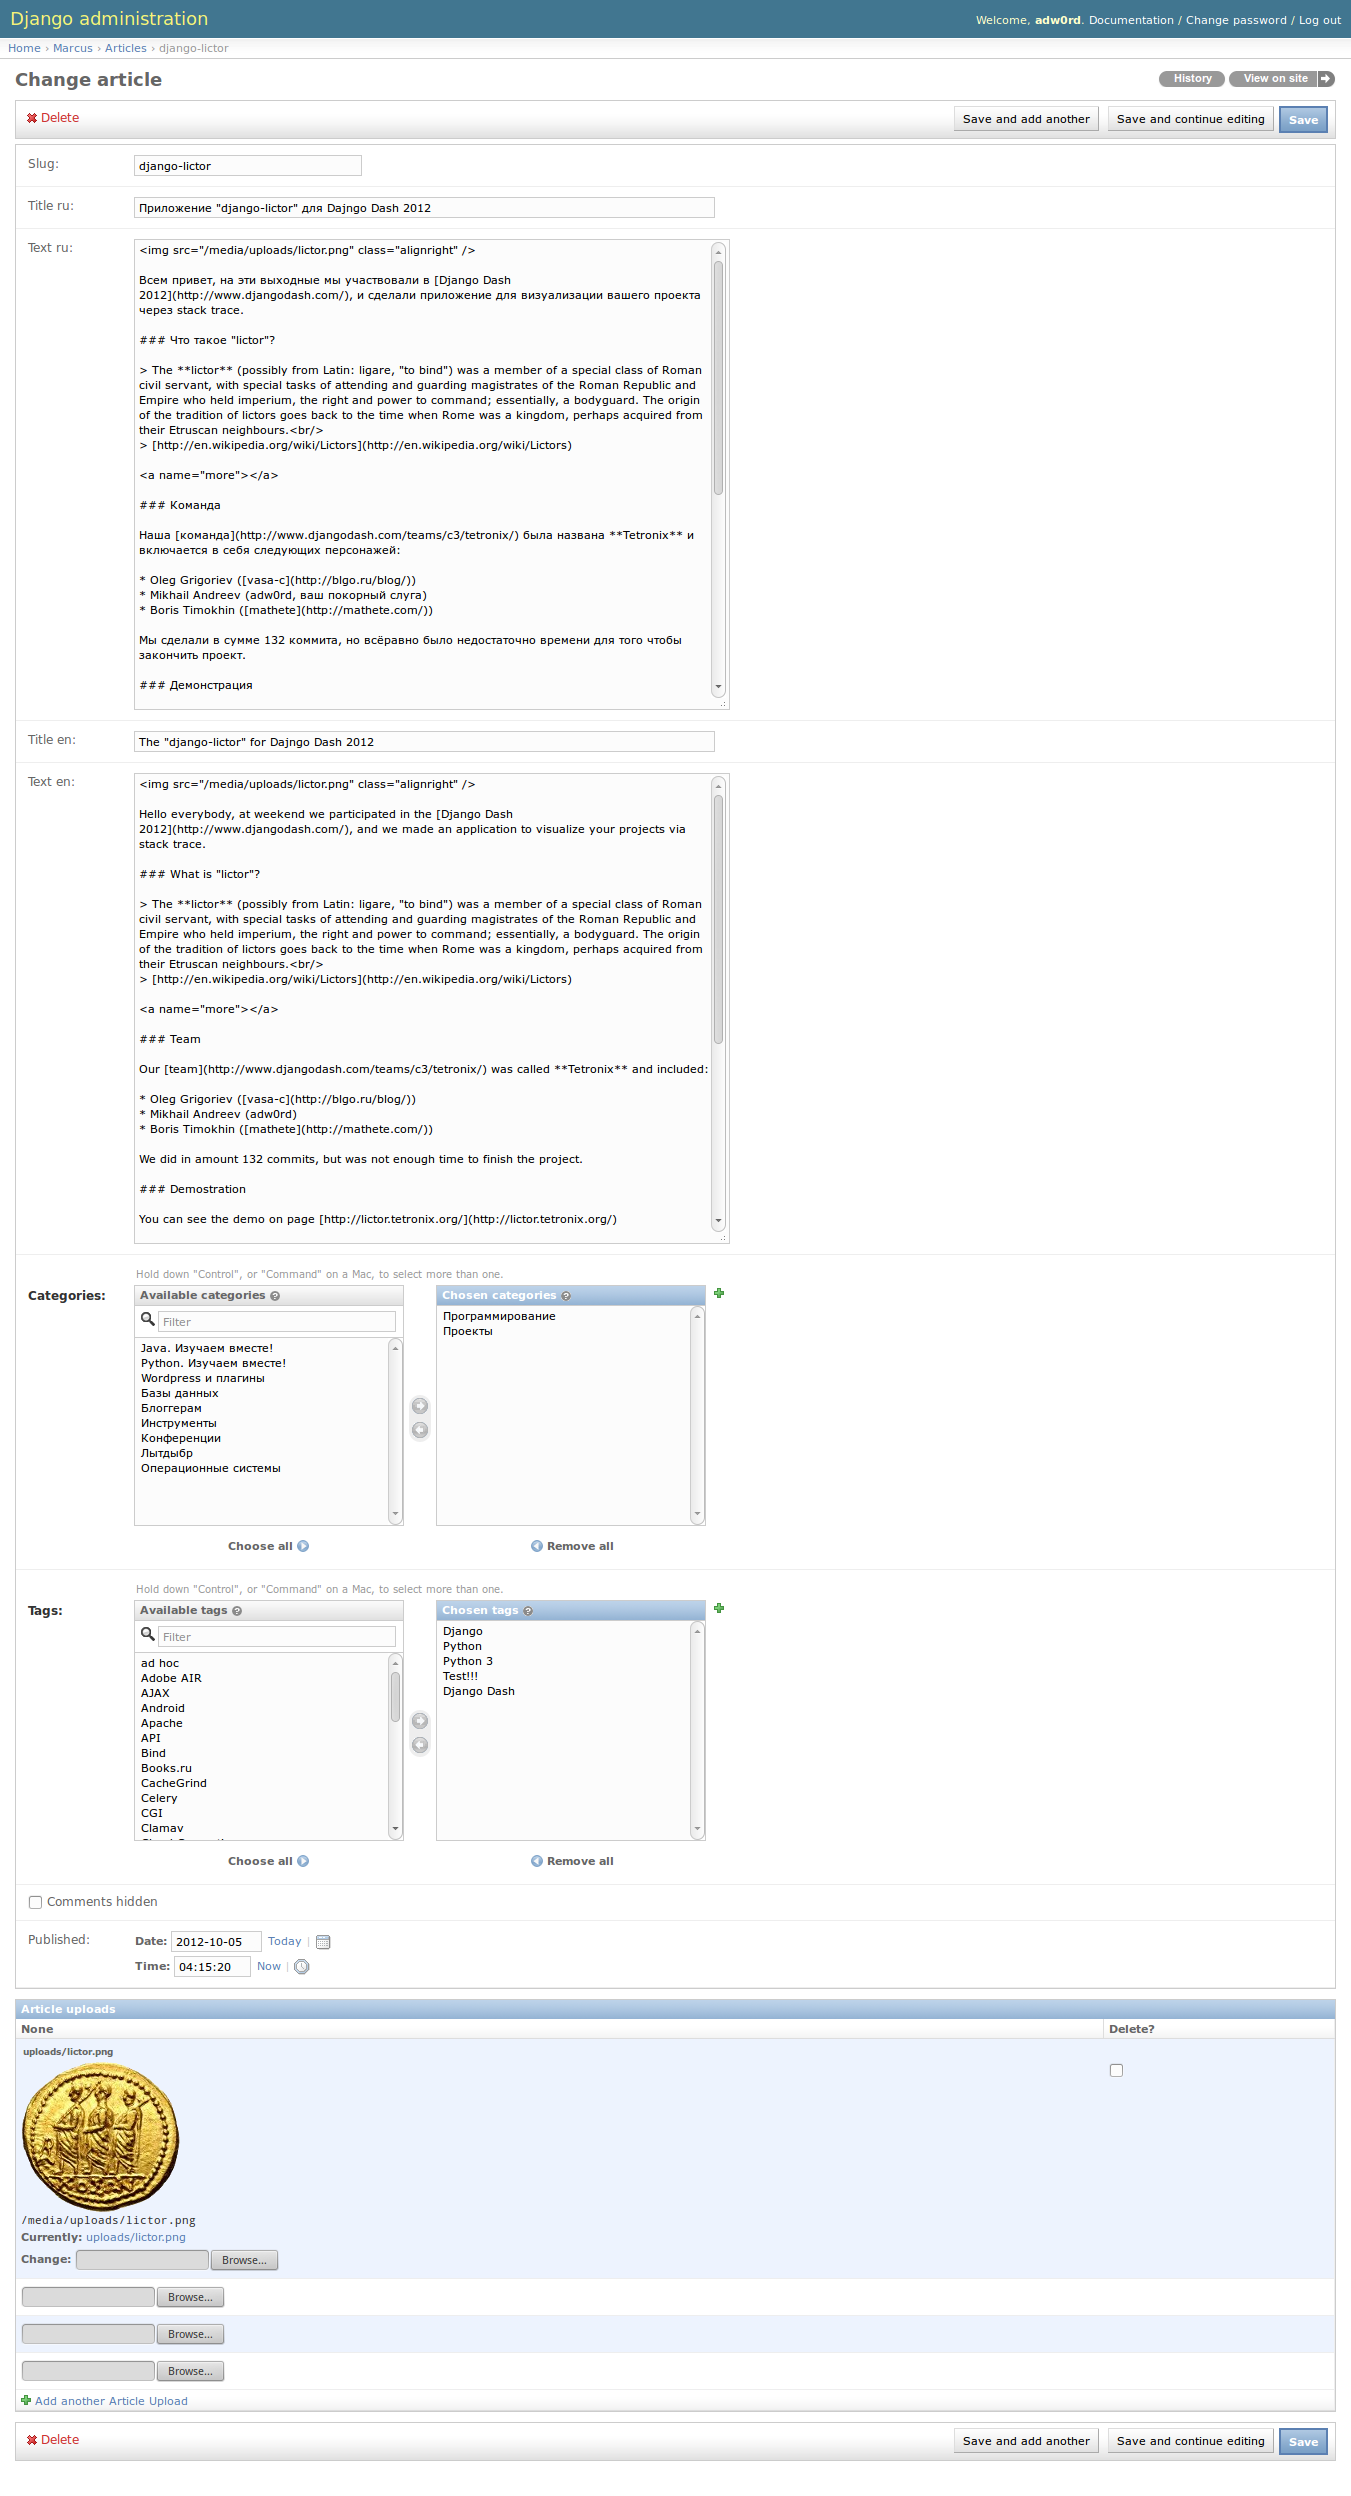 Django administration
Welcome, adw0rd. Documentation / Change password / Log out
Home › Marcus › Articles › django-lictor
Change article
History
View on site
Delete
Save and add another
Save and continue editing
Save
Slug:
django-lictor
Title ru:
Приложение "django-lictor" для Dajngo Dash 2012
Text ru:
<img src="/media/uploads/lictor.png" class="alignright" />
Всем привет, на эти выходные мы участвовали в [Django Dash
2012](http://www.djangodash.com/), и сделали приложение для визуализации вашего проекта
через stack trace.
### Что такое "lictor"?
> The **lictor** (possibly from Latin: ligare, "to bind") was a member of a special class of Roman
civil servant, with special tasks of attending and guarding magistrates of the Roman Republic and
Empire who held imperium, the right and power to command; essentially, a bodyguard. The origin
of the tradition of lictors goes back to the time when Rome was a kingdom, perhaps acquired from
their Etruscan neighbours.<br/>
> [http://en.wikipedia.org/wiki/Lictors](http://en.wikipedia.org/wiki/Lictors)
<a name="more"></a>
### Команда
Наша [команда](http://www.djangodash.com/teams/c3/tetronix/) была названа **Tetronix** и
включается в себя следующих персонажей:
* Oleg Grigoriev ([vasa-c](http://blgo.ru/blog/))
* Mikhail Andreev (adw0rd, ваш покорный слуга)
* Boris Timokhin ([mathete](http://mathete.com/))
Мы сделали в сумме 132 коммита, но всёравно было недостаточно времени для того чтобы
закончить проект.
### Демонстрация
Title en:
The "django-lictor" for Dajngo Dash 2012
Text en:
<img src="/media/uploads/lictor.png" class="alignright" />
Hello everybody, at weekend we participated in the [Django Dash
2012](http://www.djangodash.com/), and we made an application to visualize your projects via
stack trace.
### What is "lictor"?
> The **lictor** (possibly from Latin: ligare, "to bind") was a member of a special class of Roman
civil servant, with special tasks of attending and guarding magistrates of the Roman Republic and
Empire who held imperium, the right and power to command; essentially, a bodyguard. The origin
of the tradition of lictors goes back to the time when Rome was a kingdom, perhaps acquired from
their Etruscan neighbours.<br/>
> [http://en.wikipedia.org/wiki/Lictors](http://en.wikipedia.org/wiki/Lictors)
<a name="more"></a>
### Team
Our [team](http://www.djangodash.com/teams/c3/tetronix/) was called **Tetronix** and included:
* Oleg Grigoriev ([vasa-c](http://blgo.ru/blog/))
* Mikhail Andreev (adw0rd)
* Boris Timokhin ([mathete](http://mathete.com/))
We did in amount 132 commits, but was not enough time to finish the project.
### Demostration
You can see the demo on page [http://lictor.tetronix.org/](http://lictor.tetronix.org/)
Hold down "Control", or "Command" on a Mac, to select more than one.
Categories:
Available categories ?
Filter
Java. Изучаем вместе!
Python. Изучаем вместе!
Wordpress и плагины
Базы данных
Блоггерам
Инструменты
Конференции
Лытдыбр
Операционные системы
Choose all
Chosen categories ?
Программирование
Проекты
Remove all
Hold down "Control", or "Command" on a Mac, to select more than one.
Tags:
Available tags ?
Filter
ad hoc
Adobe AIR
AJAX
Android
Apache
API
Bind
Books.ru
CacheGrind
Celery
CGI
Clamav
Choose all
Chosen tags ?
Django
Python
Python 3
Test!!!
Django Dash
Remove all
Comments hidden
Published:
Date: 2012-10-05 Today |
Time: 04:15:20 Now |
Article uploads
None
Delete?
uploads/lictor.png
/media/uploads/lictor.png
Currently: uploads/lictor.png
Change: Browse...
Browse...
Browse...
Browse...
Add another Article Upload
Delete
Save and add another
Save and continue editing
Save